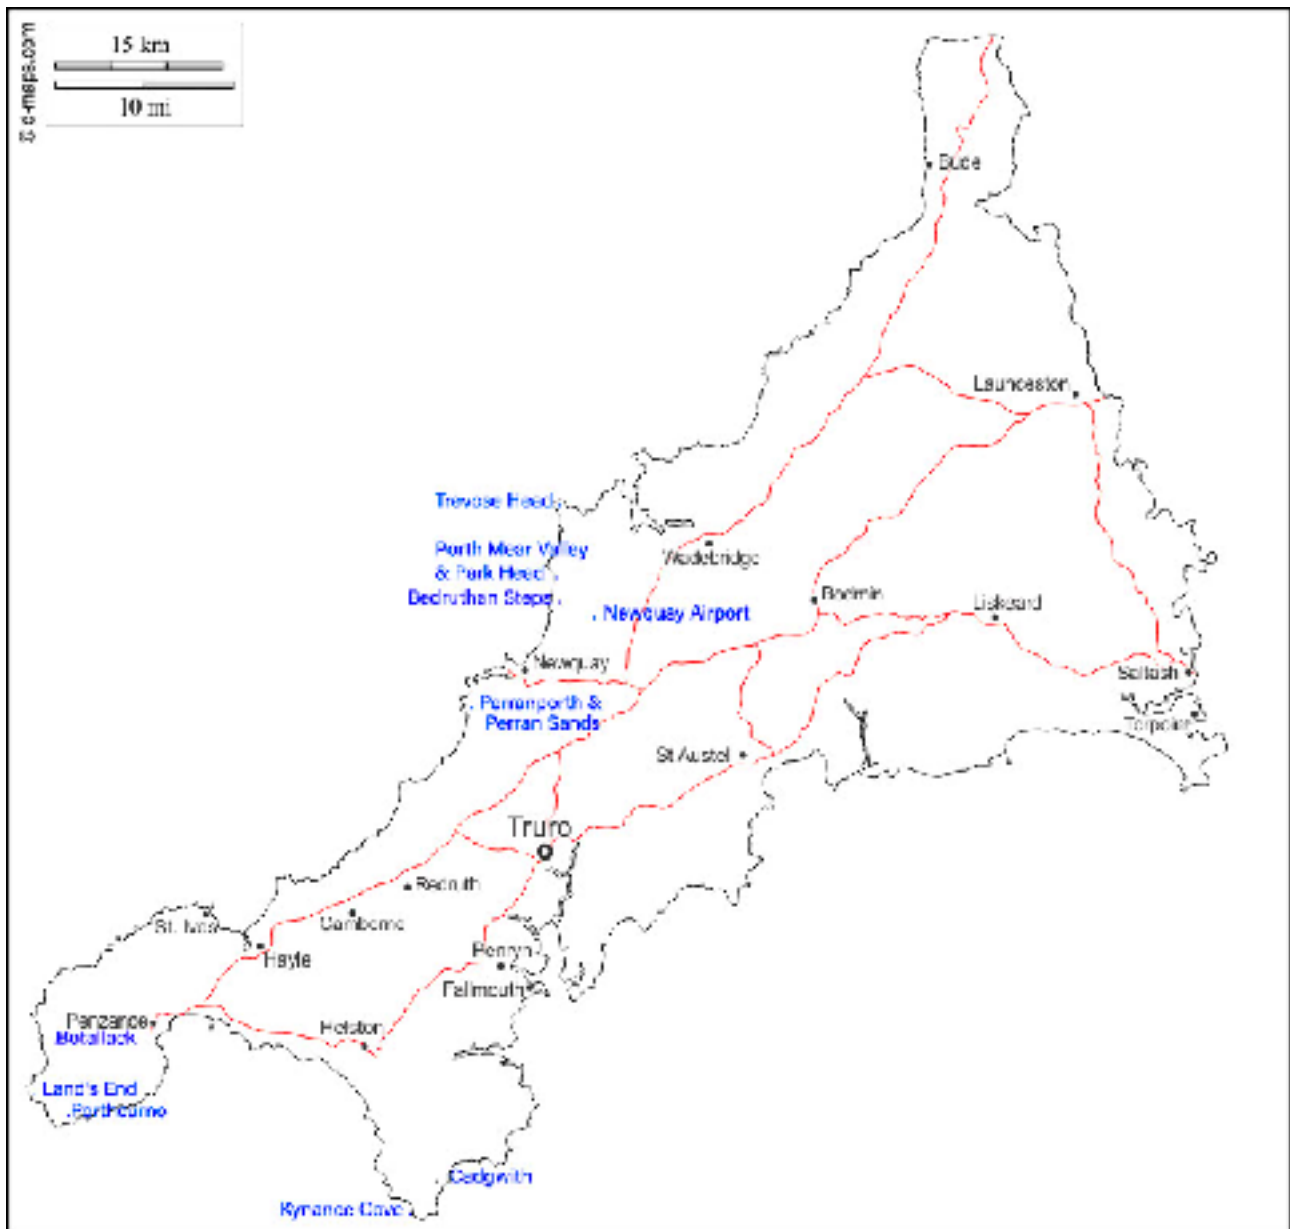 15 km
10 mi
© d-maps.com
Bude
Launceston
Trevose Head
Wadebridge
Porth Mear Valley
& Park Head
Bedruthan Steps
Newquay Airport
Bodmin
Liskeard
Newquay
Saltash
Perranporth &
Perran Sands
Torpoint
St Austel
Truro
Redruth
Camborne
St. Ives
Hayle
Penryn
Fallmouth
Penzance
Helston
Botallack
Land's End
Porthcurno
Cadgwith
Kynance Cove